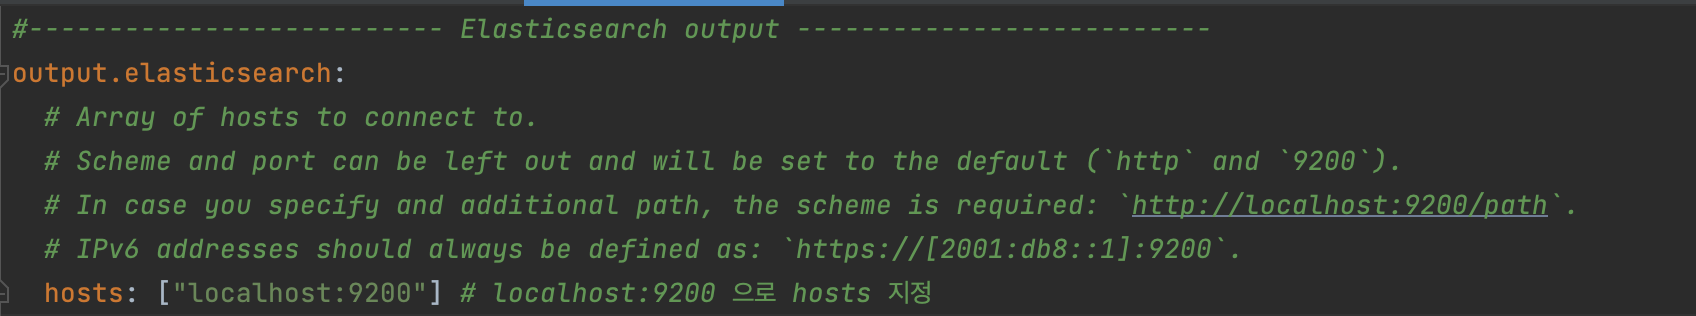 #-------------------------- Elasticsearch output --------------------------
output.elasticsearch:
# Array of hosts to connect to.
# Scheme and port can be left out and will be set to the default (`http` and `9200`).
# In case you specify and additional path, the scheme is required: `http://localhost:9200/path`.
# IPv6 addresses should always be defined as: `https://[2001:db8::1]:9200`.
hosts: ["localhost:9200"] # localhost:9200 으로 hosts 지정